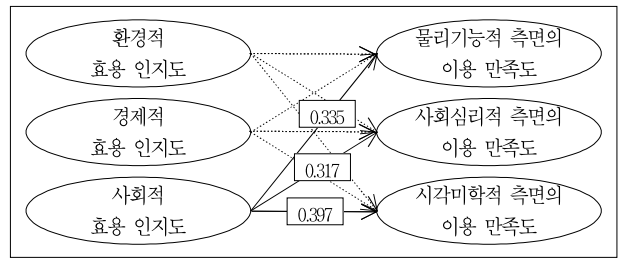 환경적
효용 인지도
물리기능적 측면의
이용 만족도
0.335
경제적
효용 인지도
사회심리적 측면의
이용 만족도
0.317
사회적
효용 인지도
0.397
시각미학적 측면의
이용 만족도